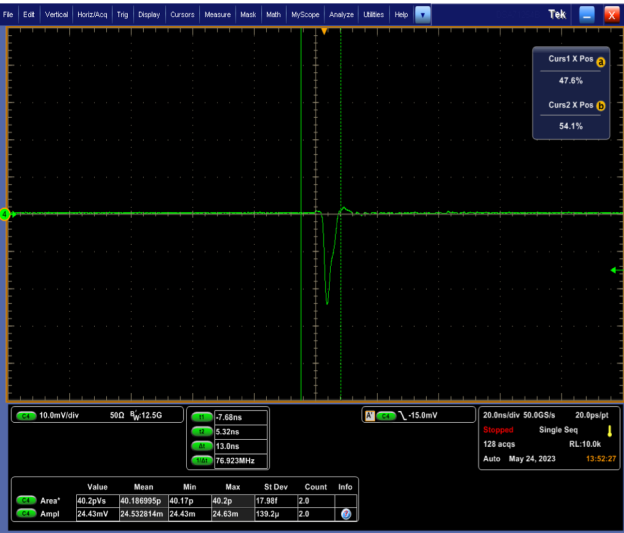 File Edit Vertical Horiz/Acq Trig Display Cursors Measure Mask Math MyScope Analyze Utilities Help Tek X
Curs1 X Pos a
47.6%
Curs2 X Pos b
54.1%
4
C4 10.0mV/div 50Ω BW:12.5G
t1 -7.68ns
t2 5.32ns
Δt 13.0ns
1/Δt 76.923MHz
A' C4 -15.0mV
20.0ns/div 50.0GS/s 20.0ps/pt
Stopped Single Seq
128 acqs RL:10.0k
Auto May 24, 2023 13:52:27
Value Mean Min Max St Dev Count Info
C4 Area* 40.2pVs 40.186995p 40.17p 40.2p 17.98f 2.0
C4 Ampl 24.43mV 24.532814m 24.43m 24.63m 139.2µ 2.0